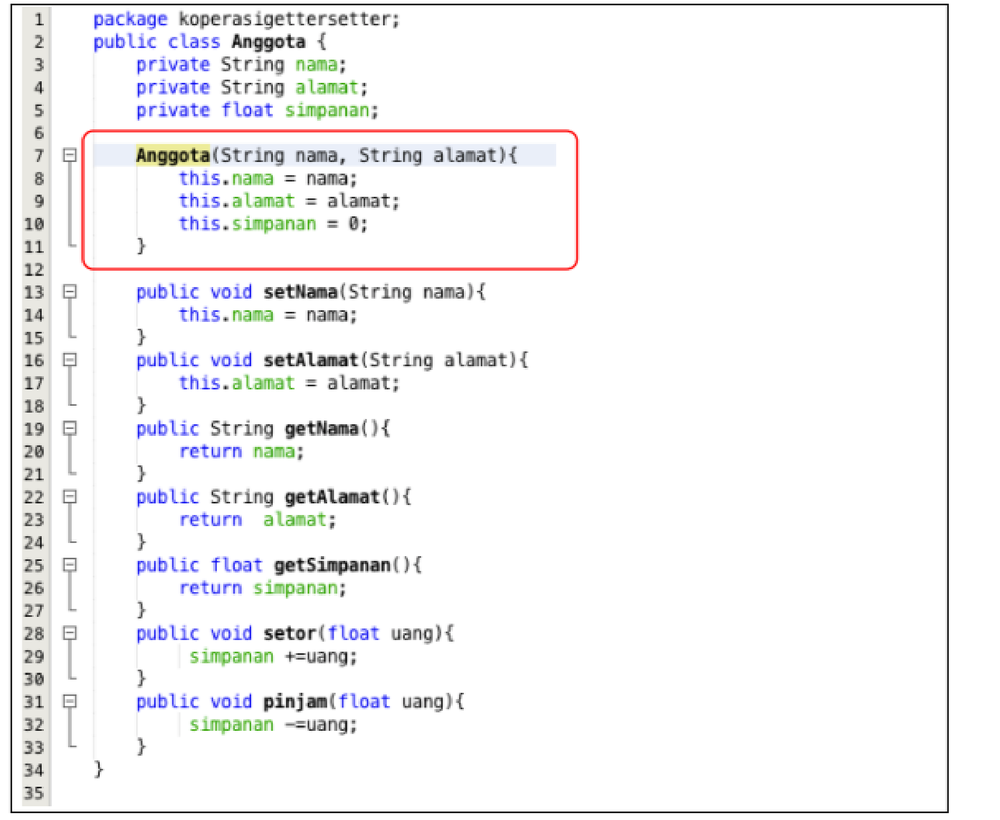 1 package koperasigettersetter;
2 public class Anggota {
3 private String nama;
4 private String alamat;
5 private float simpanan;
6
7 Anggota(String nama, String alamat){
8 this.nama = nama;
9 this.alamat = alamat;
10 this.simpanan = 0;
11 }
12
13 public void setNama(String nama){
14 this.nama = nama;
15 }
16 public void setAlamat(String alamat){
17 this.alamat = alamat;
18 }
19 public String getNama(){
20 return nama;
21 }
22 public String getAlamat(){
23 return  alamat;
24 }
25 public float getSimpanan(){
26 return simpanan;
27 }
28 public void setor(float uang){
29 simpanan +=uang;
30 }
31 public void pinjam(float uang){
32 simpanan -=uang;
33 }
34 }
35